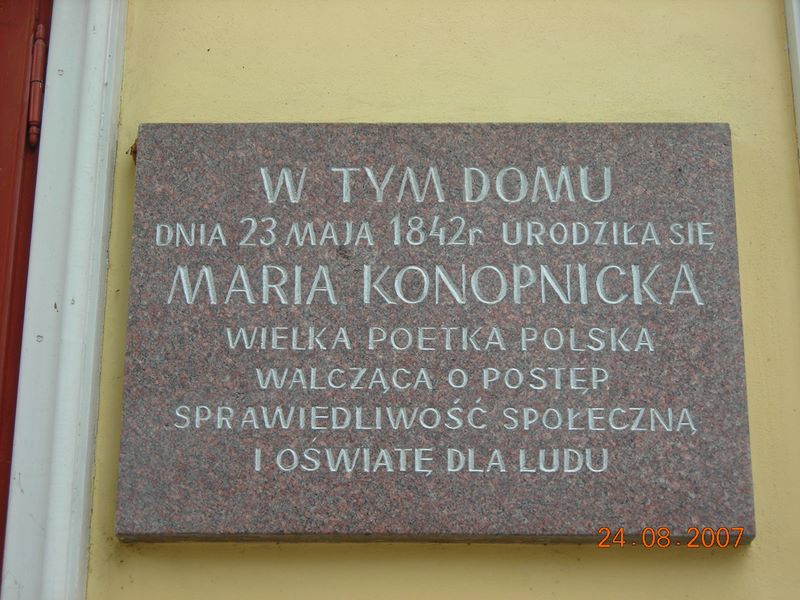 W TYM DOMU
DNIA 23 MAJA 1842r. URODZIŁA SIĘ
MARIA KONOPNICKA
WIELKA POETKA POLSKA
WALCZĄCA O POSTĘP,
SPRAWIEDLIWOŚĆ SPOŁECZNĄ
I OŚWIATĘ DLA LUDU
24.08.2007